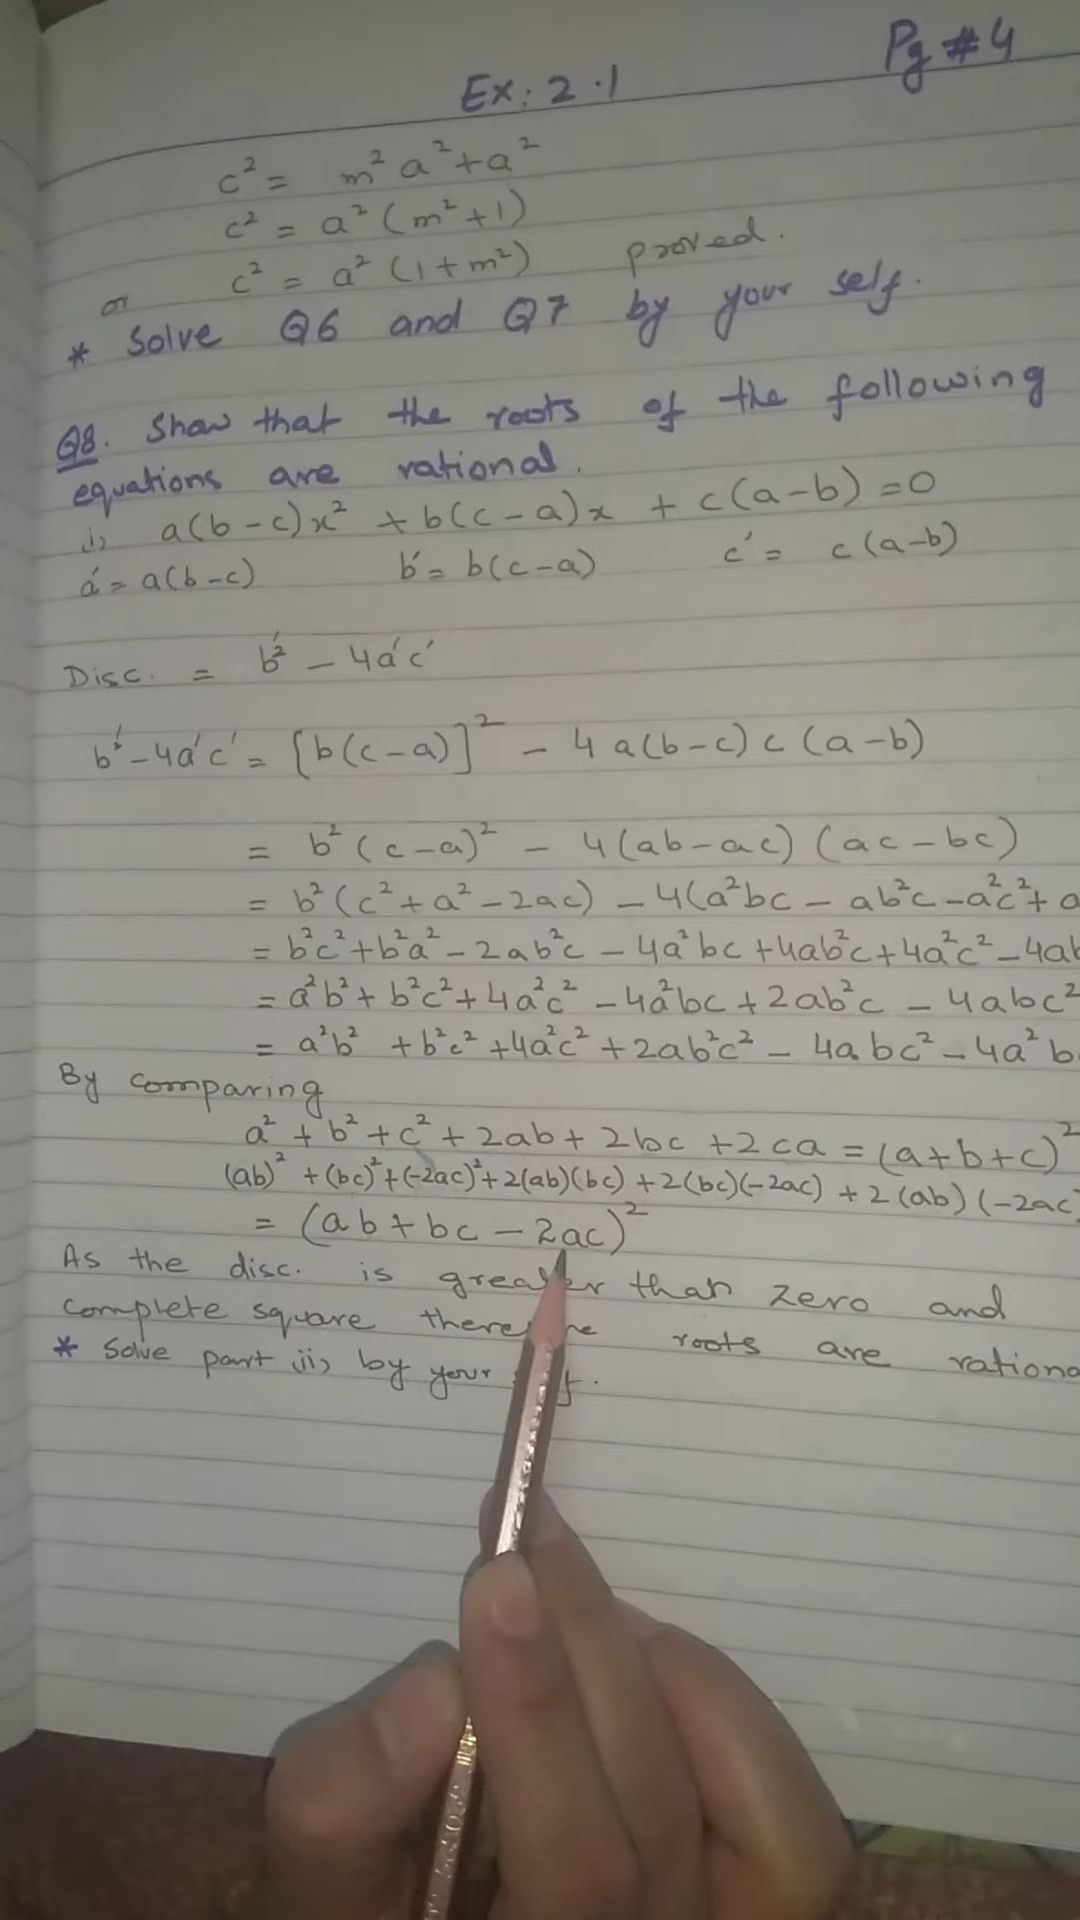 Pg # 4
Ex: 2.1
c² = m² a² + a²
c² = a² (m² + 1)
or c² = a² (1 + m²) proved.
* Solve Q6 and Q7 by your self.
Q8. Show that the roots of the following
equations are rational.
i, a(b-c)x² + b(c-a)x + c(a-b) = 0
a' = a(b-c) b' = b(c-a) c' = c(a-b)
Disc. = b'² - 4a'c'
b'² - 4a'c' = [b(c-a)]² - 4 a(b-c) c (a-b)
= b² (c-a)² - 4(ab-ac) (ac-bc)
= b² (c² + a² - 2ac) - 4(a²bc - ab²c - a²c² + a
= b²c² + b²a² - 2ab²c - 4a²bc + 4ab²c + 4a²c² - 4ab
= a²b² + b²c² + 4a²c² - 4a²bc + 2ab²c - 4abc²
= a²b² + b²c² + 4a²c² + 2ab²c² - 4abc² - 4a²b
By comparing
a² + b² + c² + 2ab + 2bc + 2ca = (a+b+c)²
(ab)² + (bc)² + (-2ac)² + 2(ab)(bc) + 2(bc)(-2ac) + 2(ab)(-2ac
= (ab + bc - 2ac)²
As the disc. is greater than zero and
complete square roots are rationa
* Solve part ii, by your